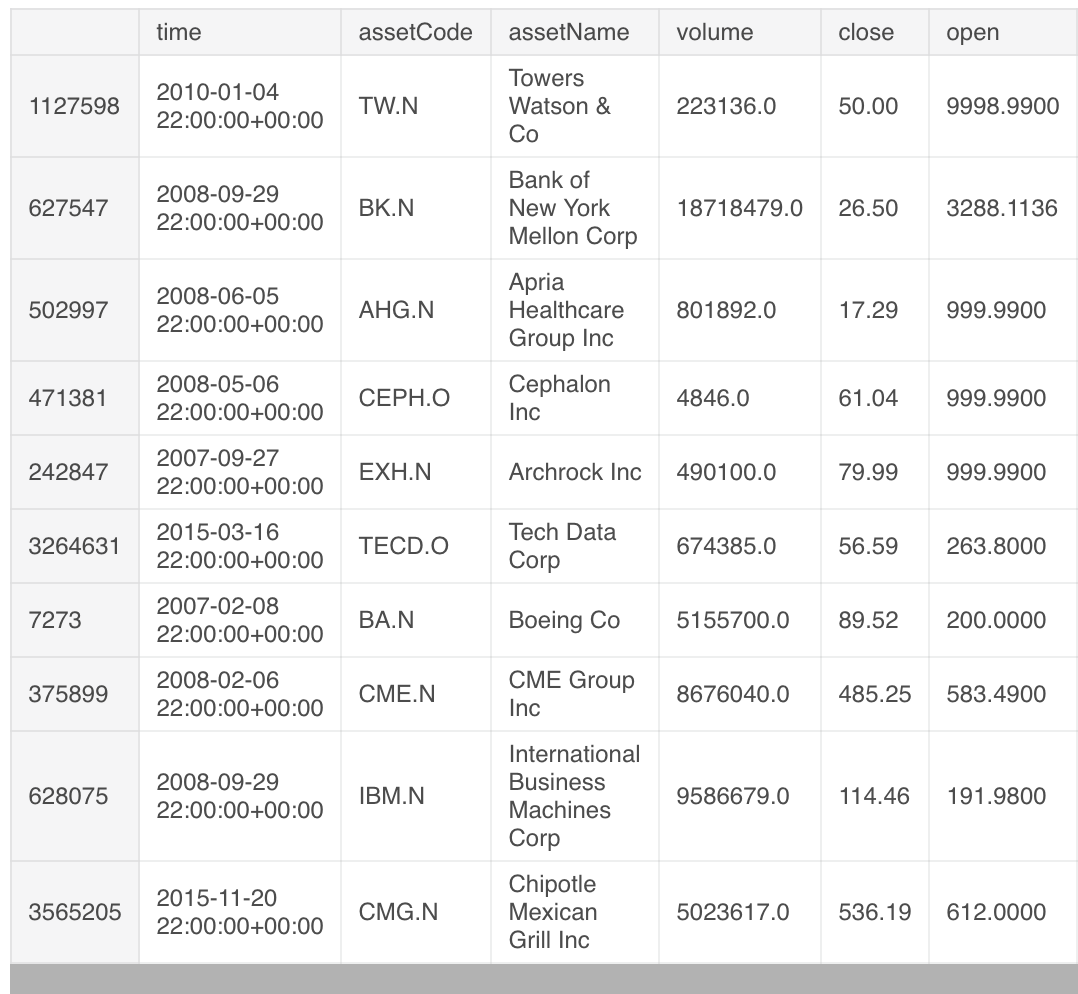 time assetCode assetName volume close open
1127598 2010-01-04 22:00:00+00:00 TW.N Towers Watson & Co 223136.0 50.00 9998.9900
627547 2008-09-29 22:00:00+00:00 BK.N Bank of New York Mellon Corp 18718479.0 26.50 3288.1136
502997 2008-06-05 22:00:00+00:00 AHG.N Apria Healthcare Group Inc 801892.0 17.29 999.9900
471381 2008-05-06 22:00:00+00:00 CEPH.O Cephalon Inc 4846.0 61.04 999.9900
242847 2007-09-27 22:00:00+00:00 EXH.N Archrock Inc 490100.0 79.99 999.9900
3264631 2015-03-16 22:00:00+00:00 TECD.O Tech Data Corp 674385.0 56.59 263.8000
7273 2007-02-08 22:00:00+00:00 BA.N Boeing Co 5155700.0 89.52 200.0000
375899 2008-02-06 22:00:00+00:00 CME.N CME Group Inc 8676040.0 485.25 583.4900
628075 2008-09-29 22:00:00+00:00 IBM.N International Business Machines Corp 9586679.0 114.46 191.9800
3565205 2015-11-20 22:00:00+00:00 CMG.N Chipotle Mexican Grill Inc 5023617.0 536.19 612.0000